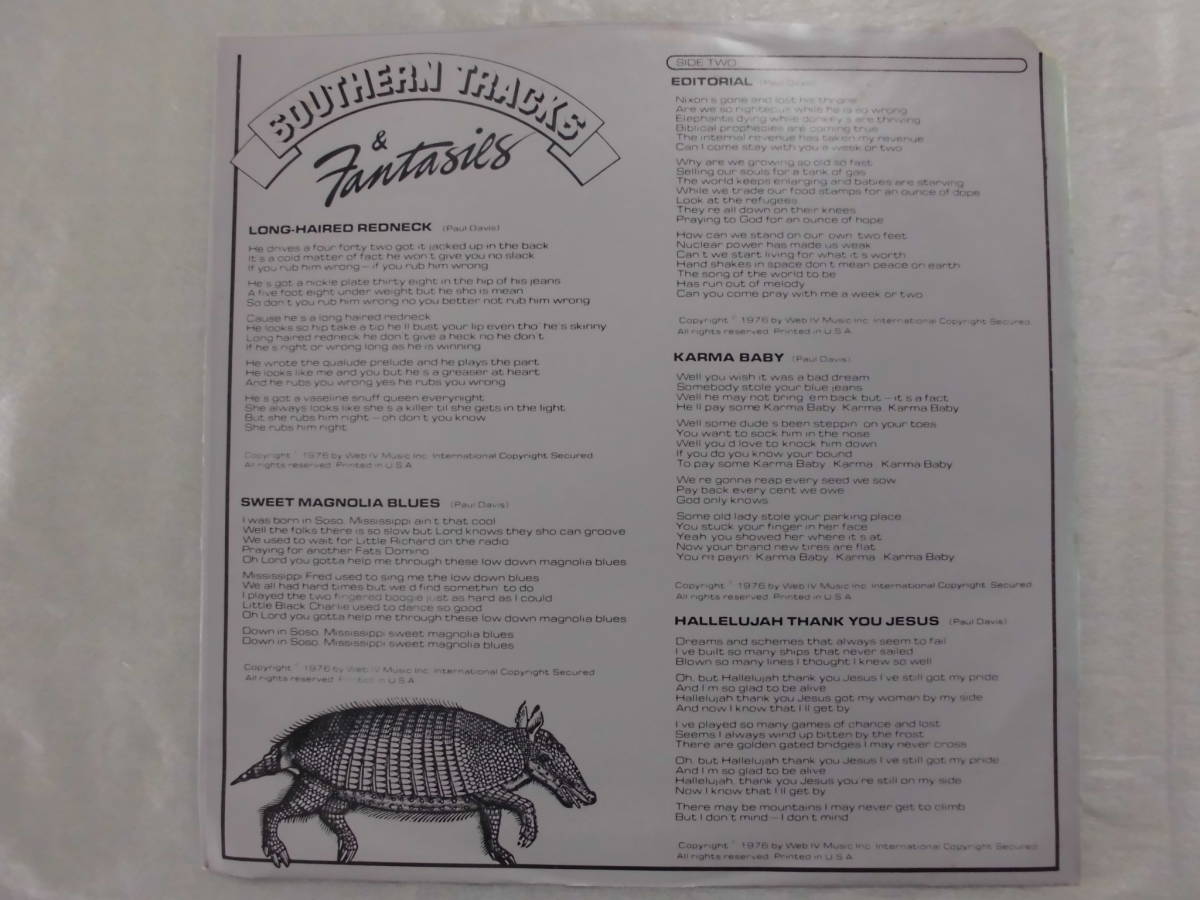 SOUTHERN TRACKS
& Fantasies
LONG-HAIRED REDNECK (Paul Davis)
He drives a four forty two got it jacked up in the back
It's a cold matter of fact he won't give you no slack
If you rub him wrong – if you rub him wrong
He's got a nickle plate thirty eight in the hip of his jeans
A five foot eight under weight but he sho is mean
So don't you rub him wrong no you better not rub him wrong
Cause he's a long haired redneck
He looks so hip take a tip he'll bust your lip even tho' he's skinny
Long haired redneck he don't give a heck no he don't
If he's right or wrong long as he is winning
He wrote the qualude prelude and he plays the part
He looks like me and you but he's a greaser at heart
And he rubs you wrong yes he rubs you wrong
He's got a vaseline snuff queen everynight
She always looks like she's a killer til she gets in the light
But she rubs him right – oh don't you know
She rubs him right
Copyright © 1976 by Web IV Music Inc. International Copyright Secured.
All rights reserved. Printed in U.S.A.
SWEET MAGNOLIA BLUES (Paul Davis)
I was born in Soso, Mississippi ain't that cool
Well the folks there is so slow but Lord knows they sho can groove
We used to wait for Little Richard on the radio
Praying for another Fats Domino
Oh Lord you gotta help me through these low down magnolia blues
Mississippi Fred used to sing me the low down blues
We all had hard times but we'd find somethin' to do
I played the two fingered boogie just as hard as I could
Little Black Charlie used to dance so good
Oh Lord you gotta help me through these low down magnolia blues
Down in Soso, Mississippi sweet magnolia blues
Down in Soso, Mississippi sweet magnolia blues
Copyright © 1976 by Web IV Music Inc. International Copyright Secured
All rights reserved. Printed in U.S.A.
SIDE TWO
EDITORIAL (Paul Davis)
Nixon's gone and lost his throne
Are we so righteous while he is so wrong
Elephants dying while donkey's are thriving
Biblical prophecies are coming true
The internal revenue has taken my revenue
Can I come stay with you a week or two
Why are we growing so old so fast
Selling our souls for a tank of gas
The world keeps enlarging and babies are starving
While we trade our food stamps for an ounce of dope
Look at the refugees
They're all down on their knees
Praying to God for an ounce of hope
How can we stand on our own two feet
Nuclear power has made us weak
Can't we start living for what it's worth
Hand shakes in space don't mean peace on earth
The song of the world to be
Has run out of melody
Can you come pray with me a week or two
Copyright © 1976 by Web IV Music Inc. International Copyright Secured.
All rights reserved. Printed in U.S.A.
KARMA BABY (Paul Davis)
Well you wish it was a bad dream
Somebody stole your blue jeans
Well he may not bring 'em back but – it's a fact
He'll pay some Karma Baby, Karma, Karma Baby
Well some dude's been steppin' on your toes
You want to sock him in the nose
Well you'd love to knock him down
If you do you know your bound
To pay some Karma Baby, Karma, Karma Baby
We're gonna reap every seed we sow
Pay back every cent we owe
God only knows
Some old lady stole your parking place
You stuck your finger in her face
Yeah you showed her where it's at
Now your brand new tires are flat
You're payin' Karma Baby, Karma, Karma Baby
Copyright © 1976 by Web IV Music Inc. International Copyright Secured.
All rights reserved. Printed in U.S.A.
HALLELUJAH THANK YOU JESUS (Paul Davis)
Dreams and schemes that always seem to fail
I've built so many ships that never sailed
Blown so many lines I thought I knew so well
Oh, but Hallelujah thank you Jesus I've still got my pride
And I'm so glad to be alive
Hallelujah thank you Jesus got my woman by my side
And now I know that I'll get by
I've played so many games of chance and lost
Seems I always wind up bitten by the frost
There are golden gated bridges I may never cross
Oh, but Hallelujah, thank you Jesus I've still got my pride
And I'm so glad to be alive
Hallelujah, thank you Jesus you're still on my side
Now I know that I'll get by
There may be mountains I may never get to climb
But I don't mind – I don't mind
Copyright © 1976 by Web IV Music Inc. International Copyright Secured.
All rights reserved. Printed in U.S.A.